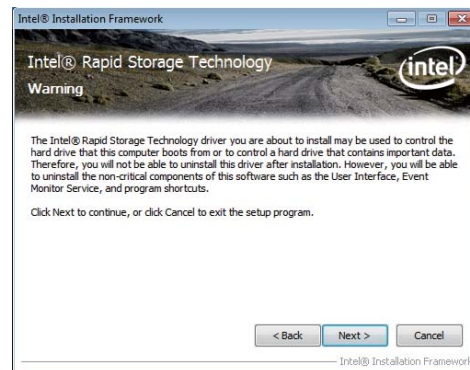 Intel® Installation Framework
Intel® Rapid Storage Technology
intel
Warning
The Intel® Rapid Storage Technology driver you are about to install may be used to control the
hard drive that this computer boots from or to control a hard drive that contains important data.
Therefore, you will not be able to uninstall this driver after installation. However, you will be able
to uninstall the non-critical components of this software such as the User Interface, Event
Monitor Service, and program shortcuts.
Click Next to continue, or click Cancel to exit the setup program.
< Back Next > Cancel
Intel® Installation Framework